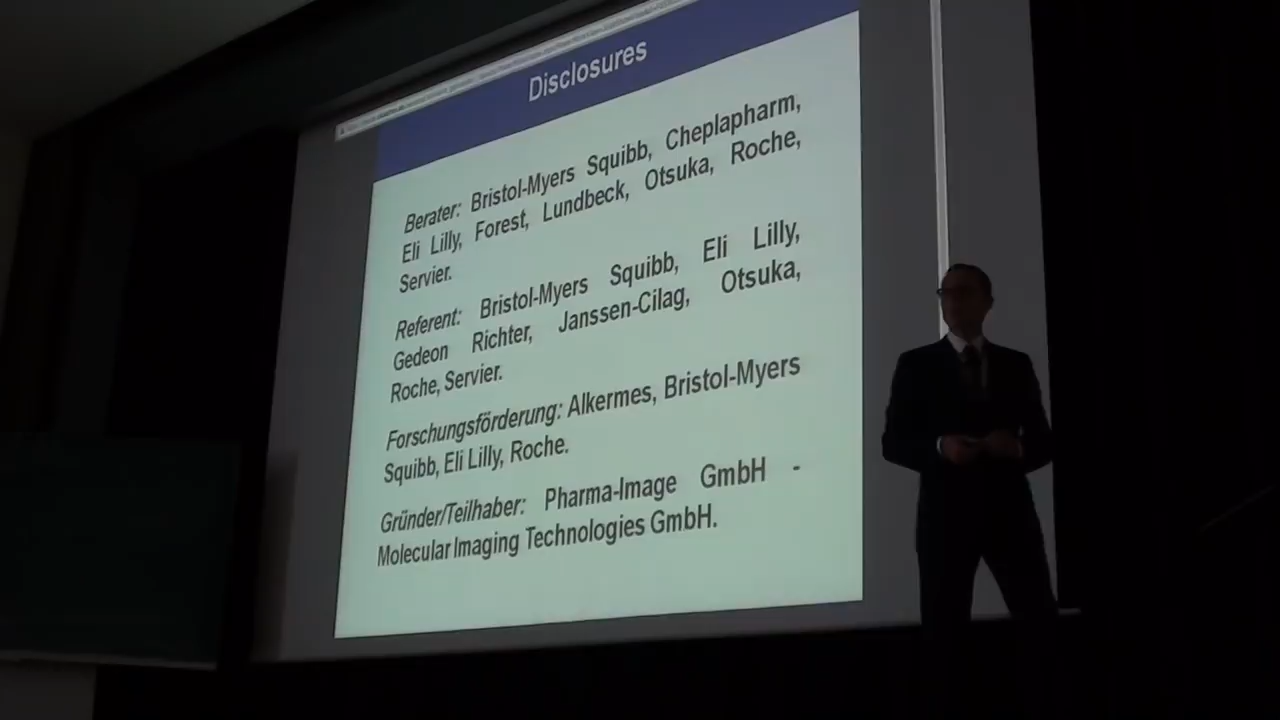 Disclosures
Berater: Bristol-Myers Squibb, Cheplapharm,
Eli Lilly, Forest, Lundbeck, Otsuka, Roche,
Servier.
Referent: Bristol-Myers Squibb, Eli Lilly,
Gedeon Richter, Janssen-Cilag, Otsuka,
Roche, Servier.
Forschungsförderung: Alkermes, Bristol-Myers
Squibb, Eli Lilly, Roche.
Gründer/Teilhaber: Pharma-Image GmbH -
Molecular Imaging Technologies GmbH.